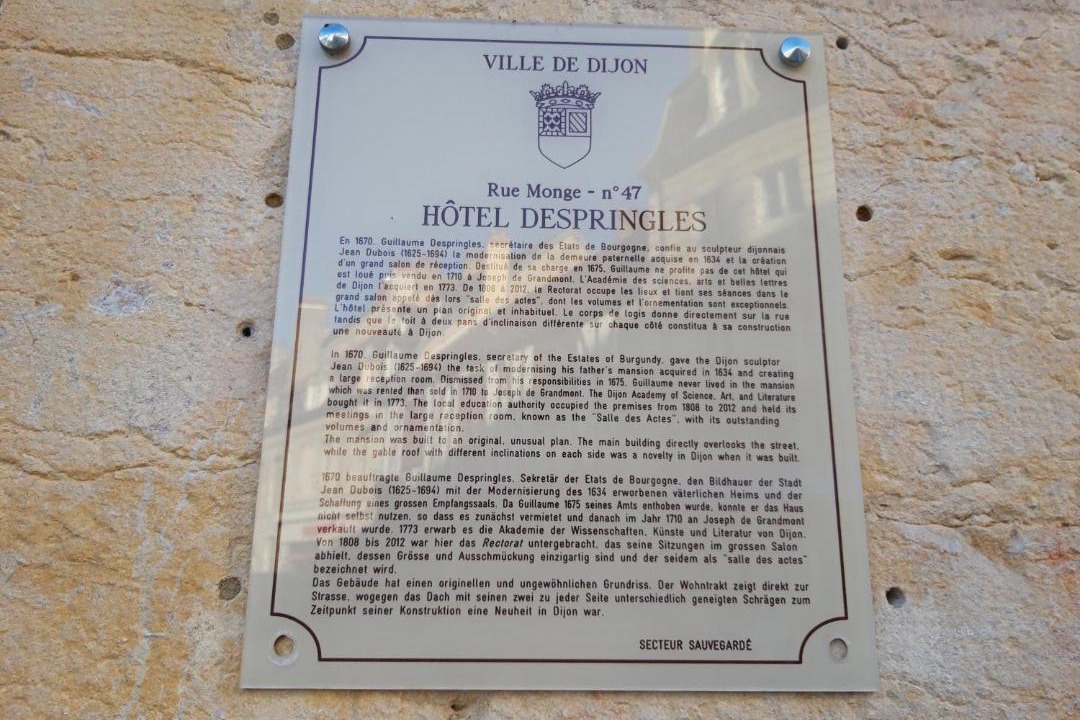 VILLE DE DIJON
Rue Monge - n° 47
HÔTEL DESPRINGLES
En 1670, Guillaume Despringles, secrétaire des Etats de Bourgogne, confie au sculpteur dijonnais
Jean Dubois (1625-1694) la modernisation de la demeure paternelle acquise en 1634 et la création
d'un grand salon de réception. Destitué de sa charge en 1675, Guillaume ne profite pas de cet hôtel qui
est loué puis vendu en 1710 à Joseph de Grandmont. L'Académie des sciences, arts et belles lettres
de Dijon l'acquiert en 1773. De 1808 à 2012, le Rectorat occupe les lieux et tient ses séances dans le
grand salon appelé dès lors "salle des actes", dont les volumes et l'ornementation sont exceptionnels.
L'hôtel présente un plan original et inhabituel. Le corps de logis donne directement sur la rue
tandis que le toit à deux pans d'inclinaison différente sur chaque côté constitua à sa construction
une nouveauté à Dijon.
In 1670, Guillaume Despringles, secretary of the Estates of Burgundy, gave the Dijon sculptor
Jean Dubois (1625-1694) the task of modernising his father's mansion acquired in 1634 and creating
a large reception room. Dismissed from his responsibilities in 1675, Guillaume never lived in the mansion
which was rented than sold in 1710 to Joseph de Grandmont. The Dijon Academy of Science, Art, and Literature
bought it in 1773. The local education authority occupied the premises from 1808 to 2012 and held its
meetings in the large reception room, known as the "Salle des Actes", with its outstanding
volumes and ornamentation.
The mansion was built to an original, unusual plan. The main building directly overlooks the street,
while the gable roof with different inclinations on each side was a novelty in Dijon when it was built.
1670 beauftragte Guillaume Despringles, Sekretär der Etats de Bourgogne, den Bildhauer der Stadt
Jean Dubois (1625-1694) mit der Modernisierung des 1634 erworbenen väterlichen Heims und der
Schaffung eines grossen Empfangssaals. Da Guillaume 1675 seines Amts enthoben wurde, konnte er das Haus
nicht selbst nutzen, so dass es zunächst vermietet und danach im Jahr 1710 an Joseph de Grandmont
verkauft wurde. 1773 erwarb es die Akademie der Wissenschaften, Künste und Literatur von Dijon.
Von 1808 bis 2012 war hier das Rectorat untergebracht, das seine Sitzungen im grossen Salon
abhielt, dessen Grösse und Ausschmückung einzigartig sind und der seidem als "salle des actes"
bezeichnet wird.
Das Gebäude hat einen originellen und ungewöhnlichen Grundriss. Der Wohntrakt zeigt direkt zur
Strasse, wogegen das Dach mit seinen zwei zu jeder Seite unterschiedlich geneigten Schrägen zum
Zeitpunkt seiner Konstruktion eine Neuheit in Dijon war.
SECTEUR SAUVEGARDÉ